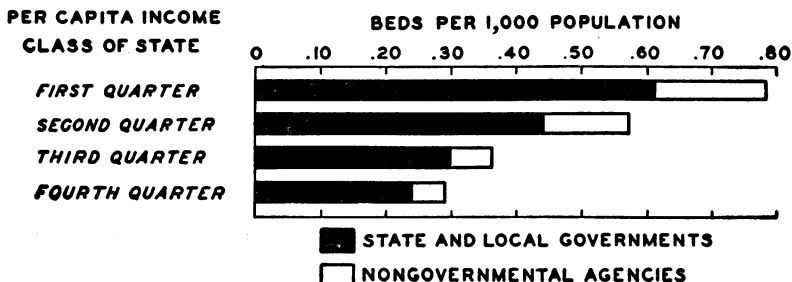 PER CAPITA INCOME
CLASS OF STATE
BEDS PER 1,000 POPULATION
0 .10 .20 .30 .40 .50 .60 .70 .80
FIRST QUARTER
SECOND QUARTER
THIRD QUARTER
FOURTH QUARTER
STATE AND LOCAL GOVERNMENTS
NONGOVERNMENTAL AGENCIES